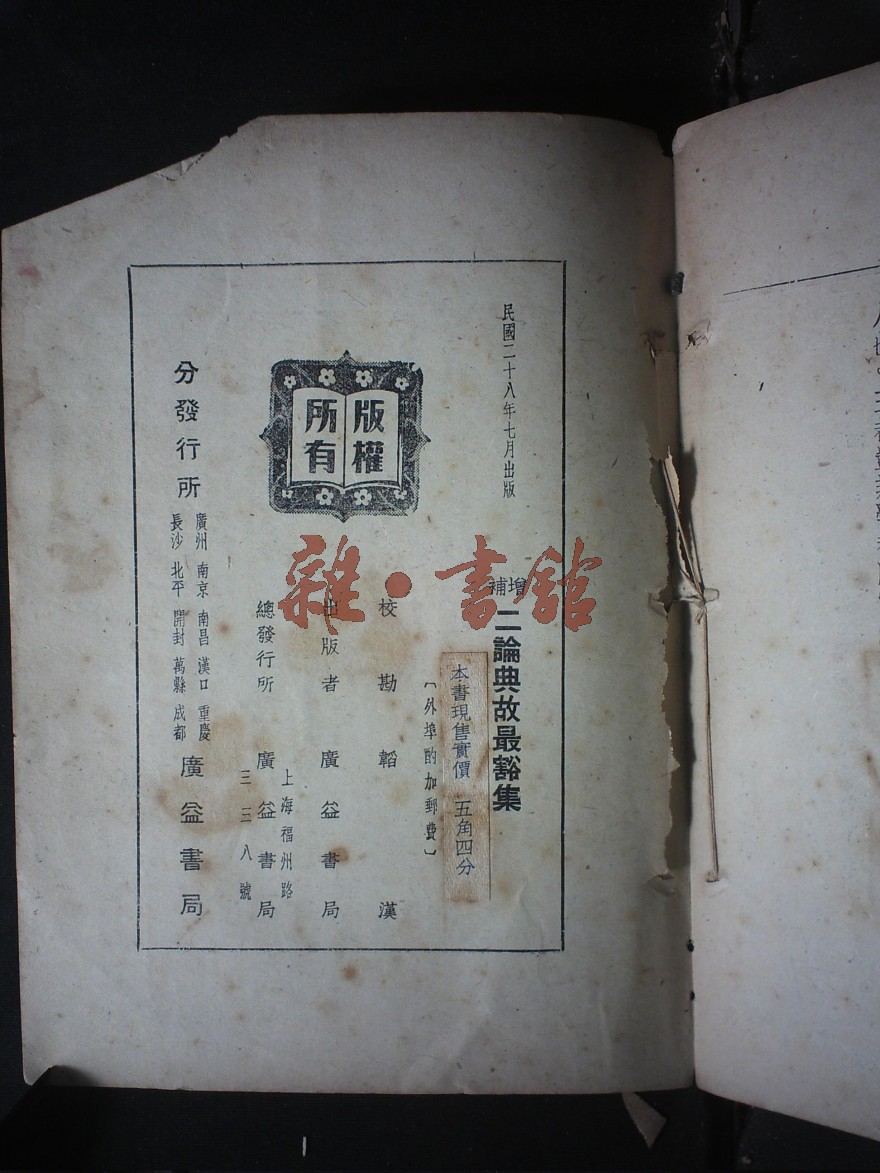 民國二十八年七月出版
增補二論典故最豁集
本書現售實價 五角四分
〔外埠酌加郵費〕
版權
所有
校勘韜漢
出版者 廣益書局
上海福州路
總發行所 廣益書局
三三八號
分發行所
廣州 南京 南昌 漢口 重慶
長沙 北平 開封 萬縣 成都
廣益書局
雜·書館